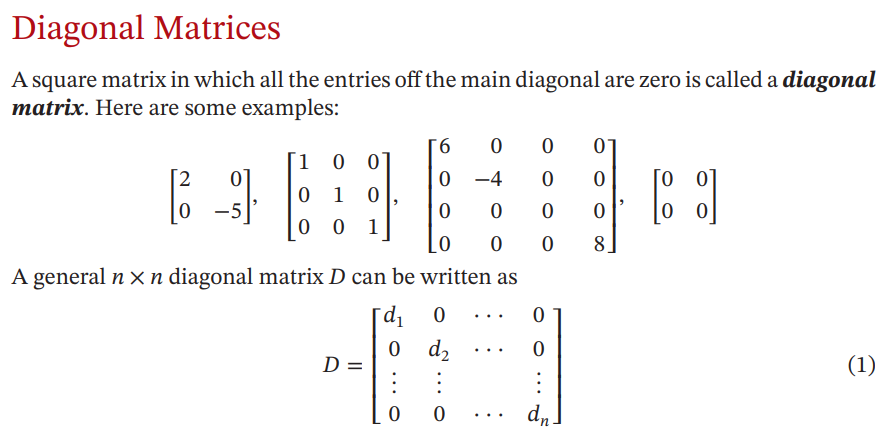 Diagonal Matrices
A square matrix in which all the entries off the main diagonal are zero is called a diagonal
matrix. Here are some examples:
[2 0; 0 −5], [1 0 0; 0 1 0; 0 0 1], [6 0 0 0; 0 −4 0 0; 0 0 0 0; 0 0 0 8], [0 0; 0 0]
A general n × n diagonal matrix D can be written as
D = [d₁ 0 ⋯ 0; 0 d₂ ⋯ 0; ⋮ ⋮ ⋮; 0 0 ⋯ dₙ] (1)